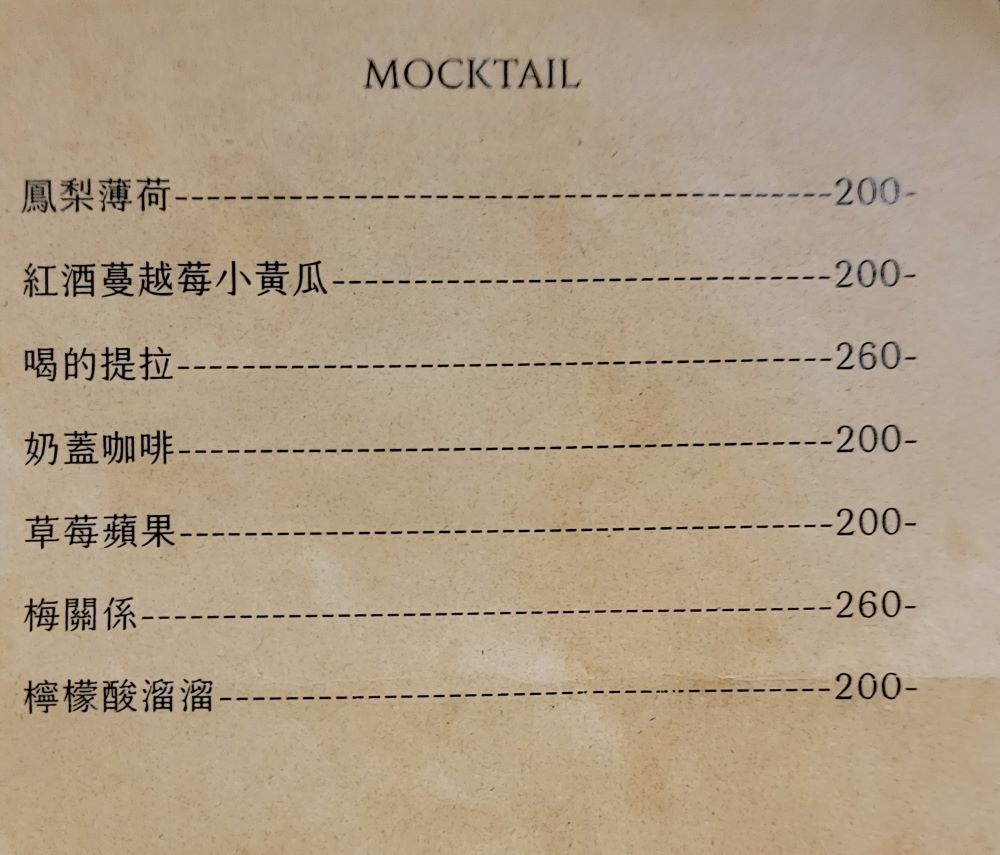 MOCKTAIL
鳳梨薄荷----------------------------------------200-
紅酒蔓越莓小黃瓜-------------------------------200-
喝的提拉----------------------------------------260-
奶蓋咖啡----------------------------------------200-
草莓蘋果----------------------------------------200-
梅關係------------------------------------------260-
檸檬酸溜溜--------------------------------------200-